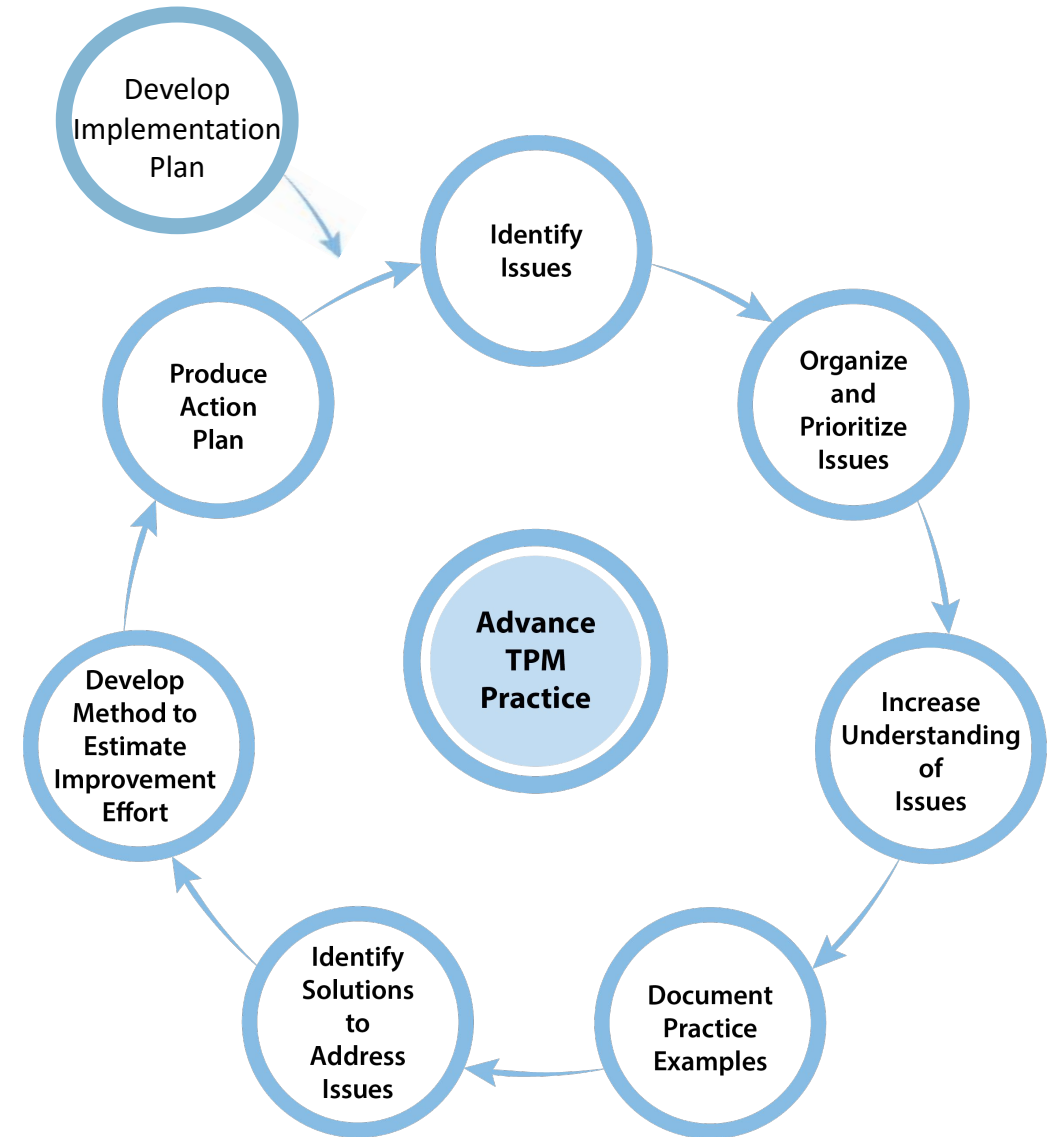 Develop
Implementation
Plan
Identify
Issues
Organize
and
Prioritize
Issues
Increase
Understanding
of
Issues
Document
Practice
Examples
Identify
Solutions
to
Address
Issues
Develop
Method to
Estimate
Improvement
Effort
Produce
Action
Plan
Advance
TPM
Practice